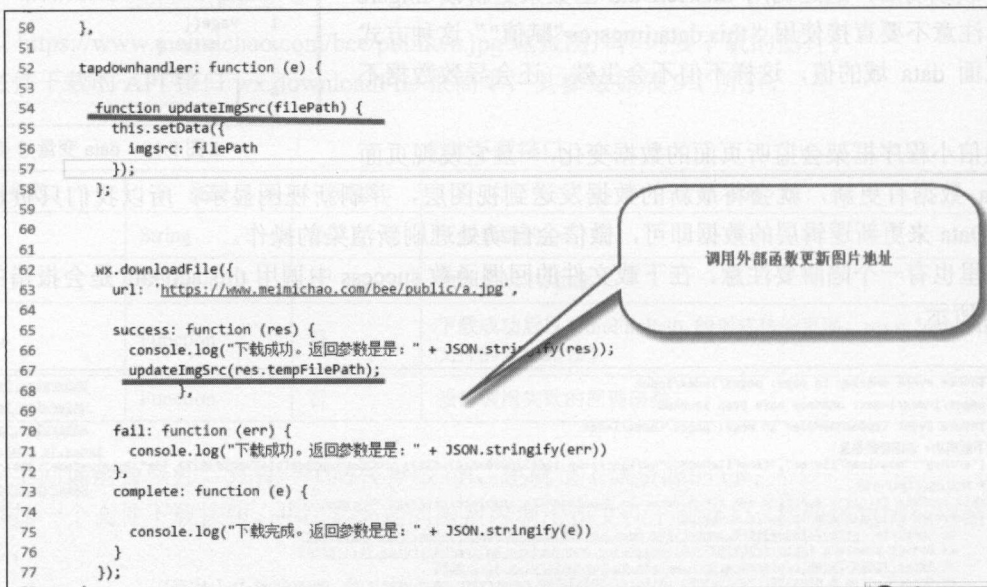 50 },
51
52 tapdownhandler: function (e) {
53
54 function updateImgSrc(filePath) {
55 this.setData({
56 imgsrc: filePath
57 });
58 };
59
60
61
62 wx.downloadFile({
63 url: 'https://www.meimichao.com/bee/public/a.jpg',
64
65 success: function (res) {
66 console.log("下载成功。返回参数是是：" + JSON.stringify(res));
67 updateImgSrc(res.tempFilePath);
68 },
69
70 fail: function (err) {
71 console.log("下载成功。返回参数是是：" + JSON.stringify(err))
72 },
73 complete: function (e) {
74
75 console.log("下载完成。返回参数是是：" + JSON.stringify(e))
76 }
77 });
调用外部函数更新图片地址